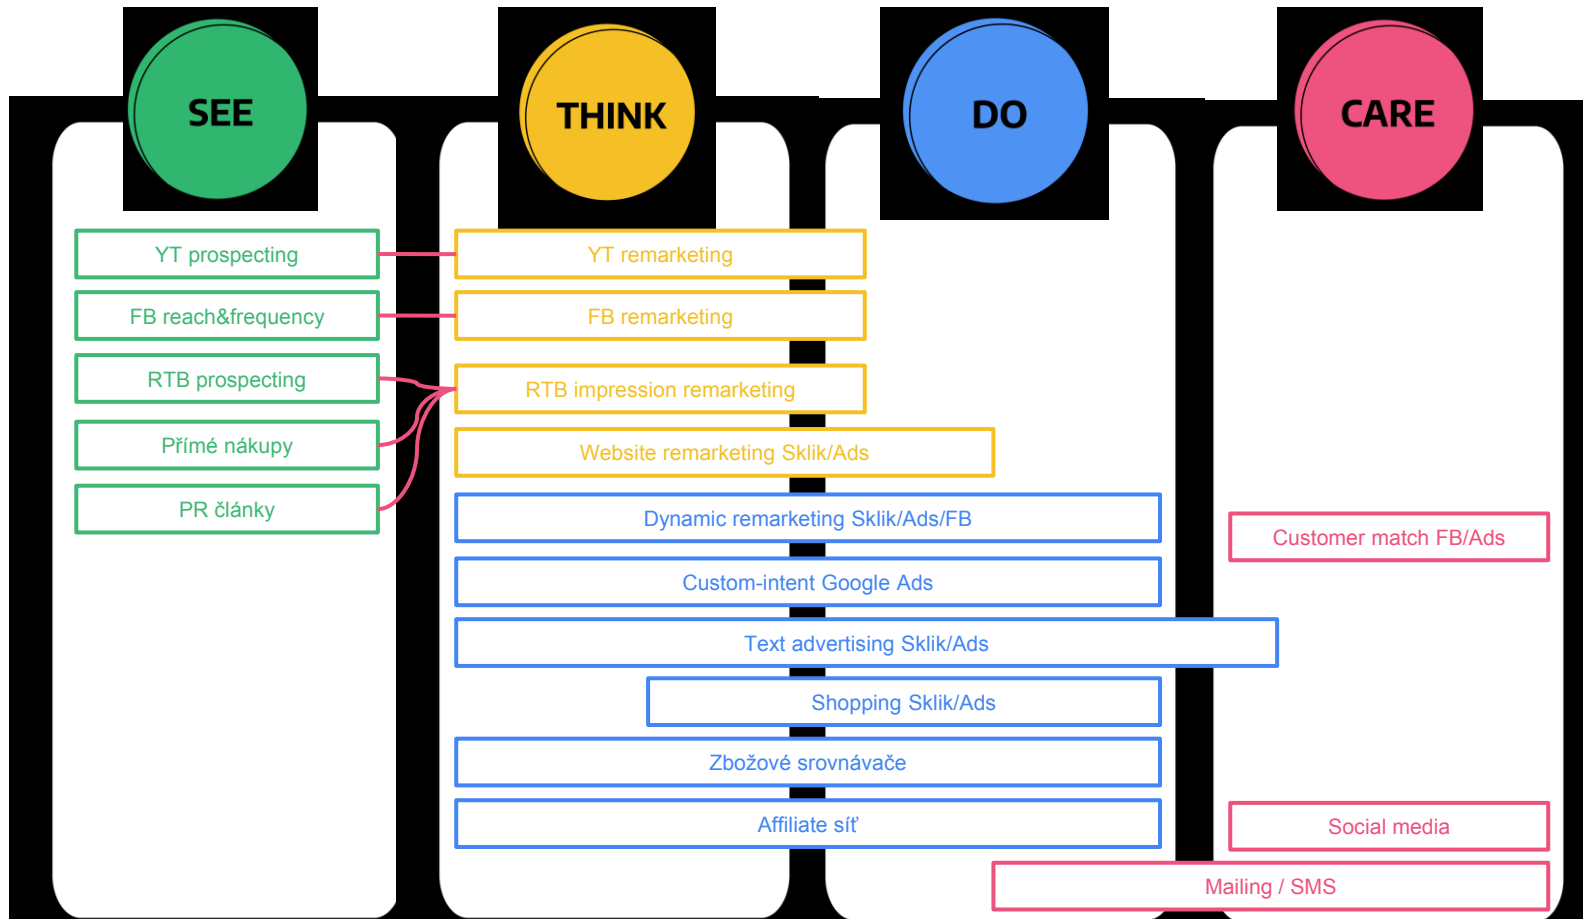 SEE
THINK
DO
CARE
YT prospecting
YT remarketing
FB reach&frequency
FB remarketing
RTB prospecting
RTB impression remarketing
Přímé nákupy
Website remarketing Sklik/Ads
PR články
Dynamic remarketing Sklik/Ads/FB
Customer match FB/Ads
Custom-intent Google Ads
Text advertising Sklik/Ads
Shopping Sklik/Ads
Zbožové srovnávače
Affiliate síť
Social media
Mailing / SMS